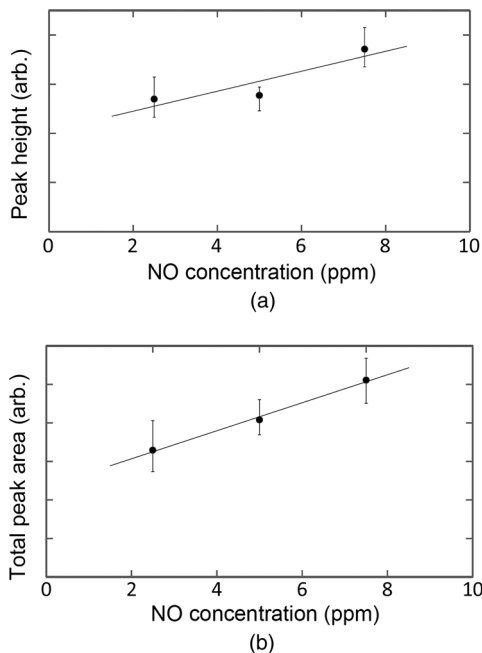 Peak height (arb.)
0 2 4 6 8 10
NO concentration (ppm)
(a)
Total peak area (arb.)
0 2 4 6 8 10
NO concentration (ppm)
(b)